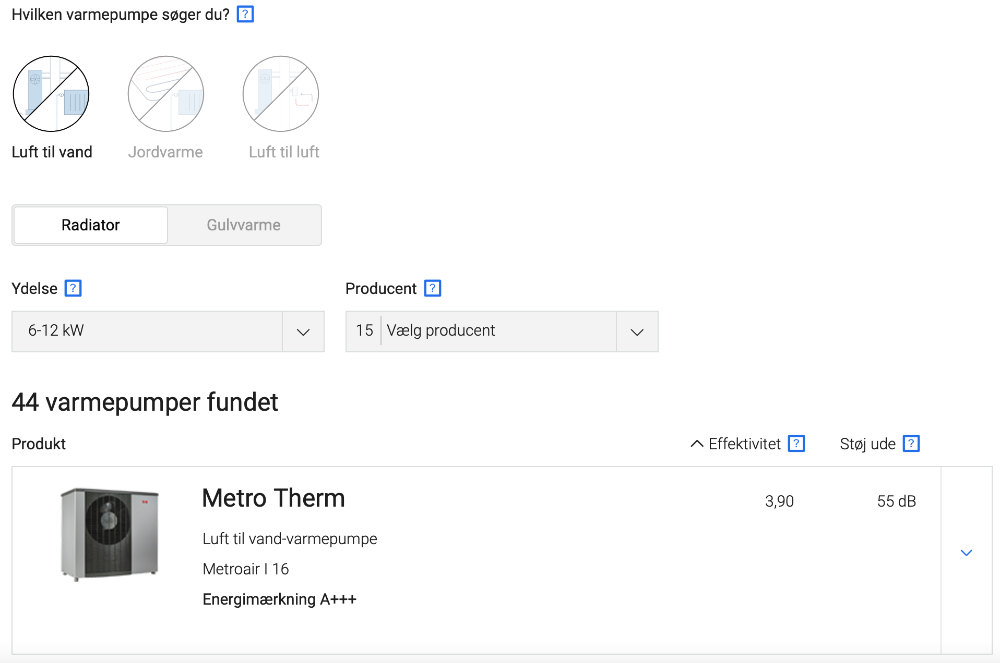 Hvilken varmepumpe søger du? ?
Luft til vand
Jordvarme
Luft til luft
Radiator
Gulvvarme
Ydelse ?
Producent ?
6-12 kW
15 Vælg producent
44 varmepumper fundet
Produkt
Effektivitet ?
Støj ude ?
Metro Therm
3,90
55 dB
Luft til vand-varmepumpe
Metroair I 16
Energimærkning A+++